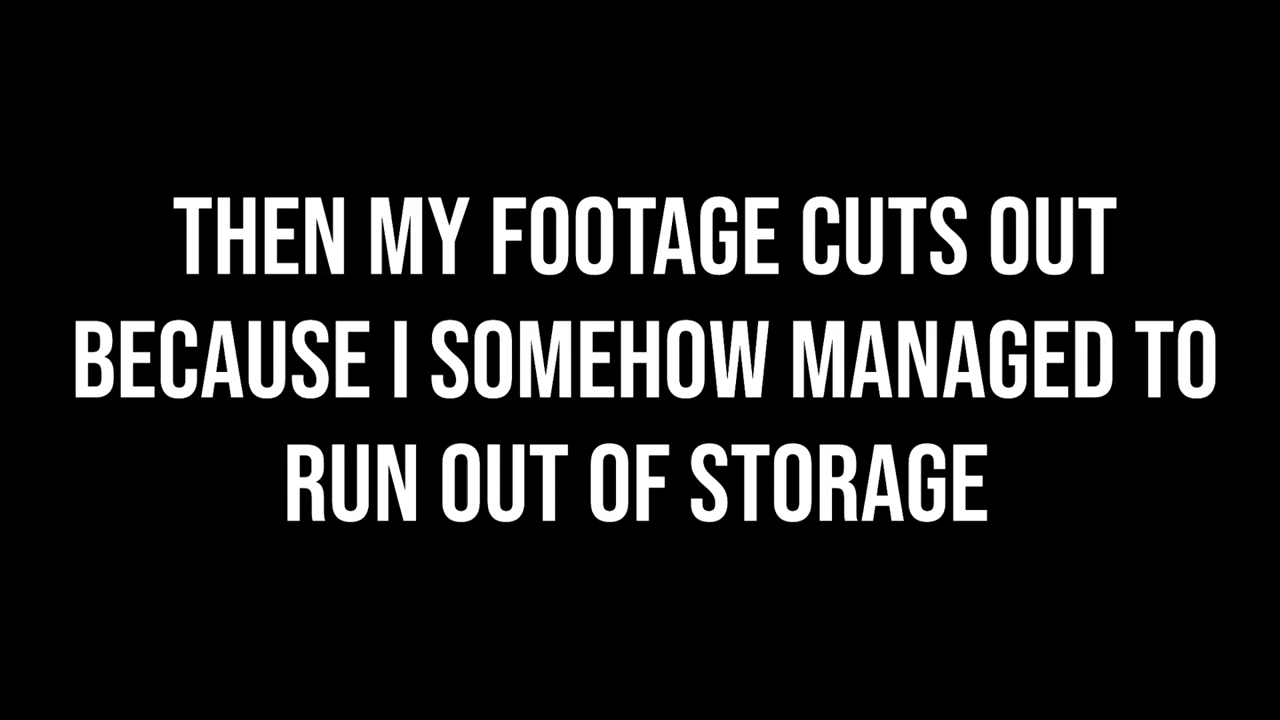 THEN MY FOOTAGE CUTS OUT
BECAUSE I SOMEHOW MANAGED TO
RUN OUT OF STORAGE